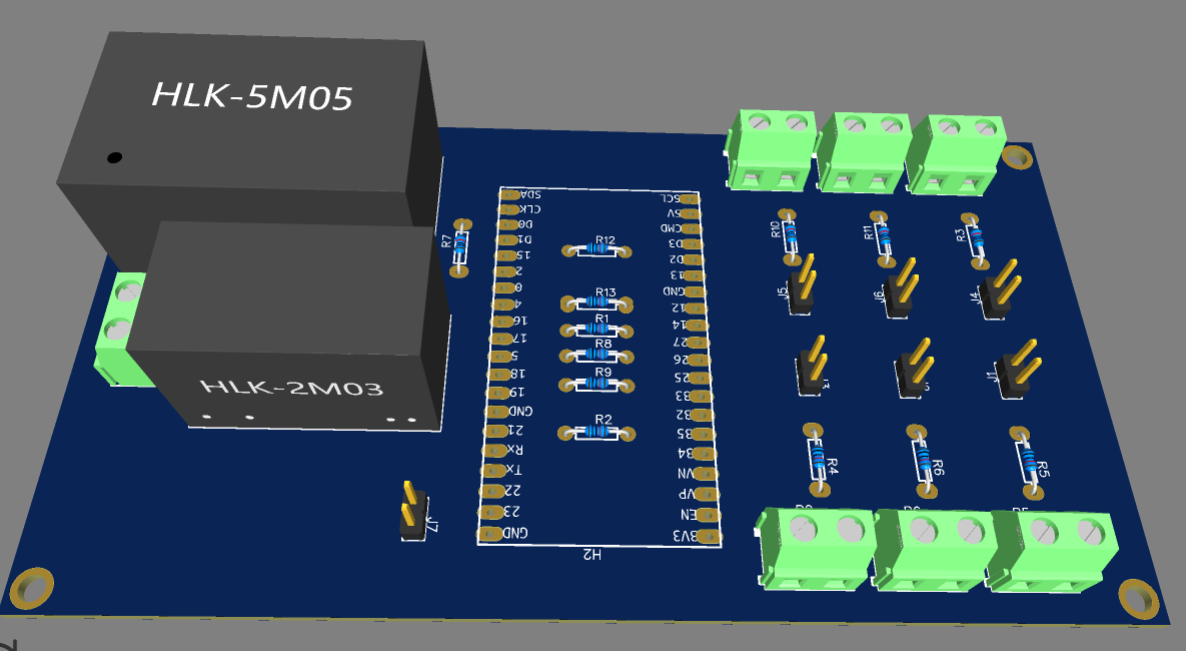 HLK-5M05
HLK-2M03
R7
SDA
CLK
D0
D1
15
2
0
4
16
17
5
18
19
GND
21
Rx
Tx
22
23
GND
R12
R13
R1
R8
R9
R2
SCL
5V
CMD
D3
D2
13
GND
12
14
27
26
25
33
32
35
34
VN
VP
EN
3V3
H2
J7
R10
R11
R3
J5
J6
J4
J1
R4
R6
R5